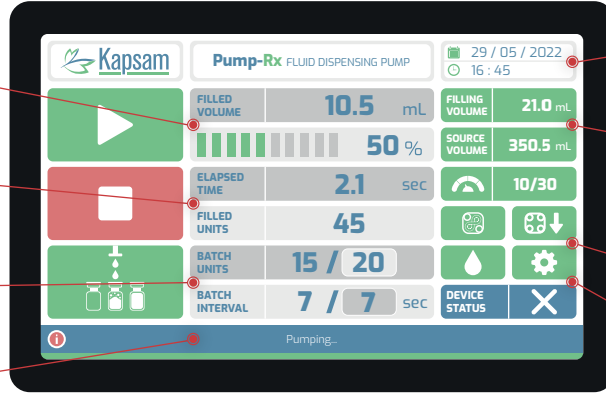 Kapsam
Pump-Rx FLUID DISPENSING PUMP
29 / 05 / 2022
16 : 45
FILLED VOLUME 10.5 mL
50 %
ELAPSED TIME 2.1 sec
FILLED UNITS 45
BATCH UNITS 15 / 20
BATCH INTERVAL 7 / 7 sec
FILLING VOLUME 21.0 mL
SOURCE VOLUME 350.5 mL
10/30
DEVICE STATUS
i
Pumping...